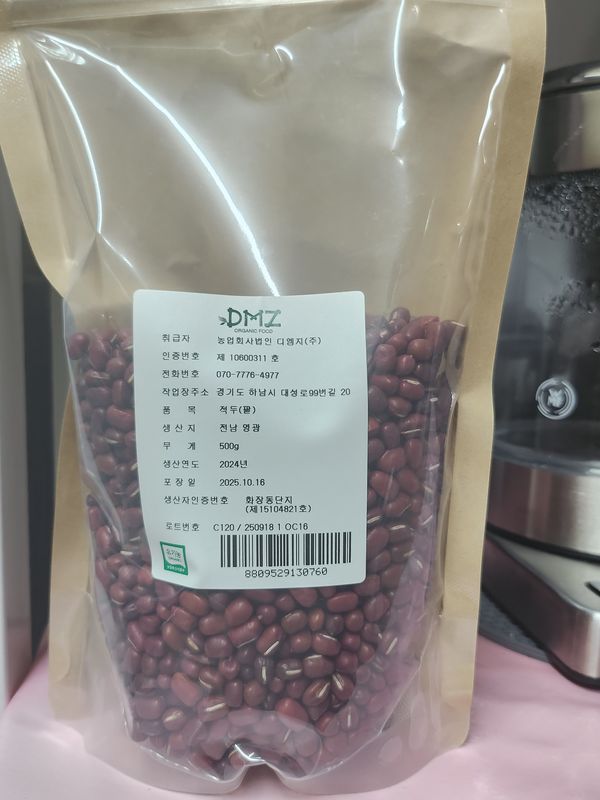 DMZ
ORGANIC FOOD
취급자 농업회사법인 디엠지(주)
인증번호 제 10600311 호
전화번호 070-7776-4977
작업장주소 경기도 하남시 대성로99번길 20
품 목 적두(팥)
생 산 지 전남 영광
무 게 500g
생산연도 2024년
포 장 일 2025.10.16
생산자인증번호 화장동단지
(제15104821호)
로트번호 C120 / 250918 1 OC16
유기농
8809529130760